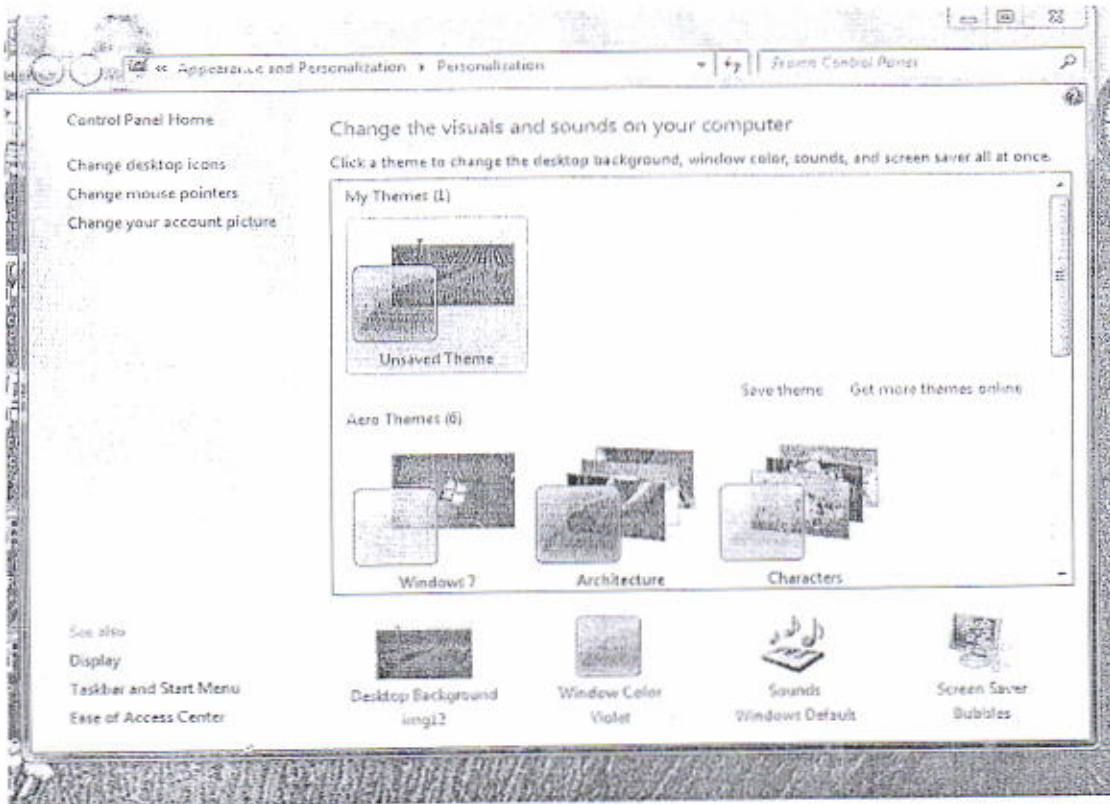 « Appearance and Personalization ▸ Personalization
Search Control Panel
Control Panel Home
Change desktop icons
Change mouse pointers
Change your account picture
Change the visuals and sounds on your computer
Click a theme to change the desktop background, window color, sounds, and screen saver all at once.
My Themes (1)
Unsaved Theme
Save theme Get more themes online
Aero Themes (6)
Windows 7 Architecture Characters
See also
Display
Taskbar and Start Menu
Ease of Access Center
Desktop Background
img13
Window Color
Violet
Sounds
Windows Default
Screen Saver
Bubbles